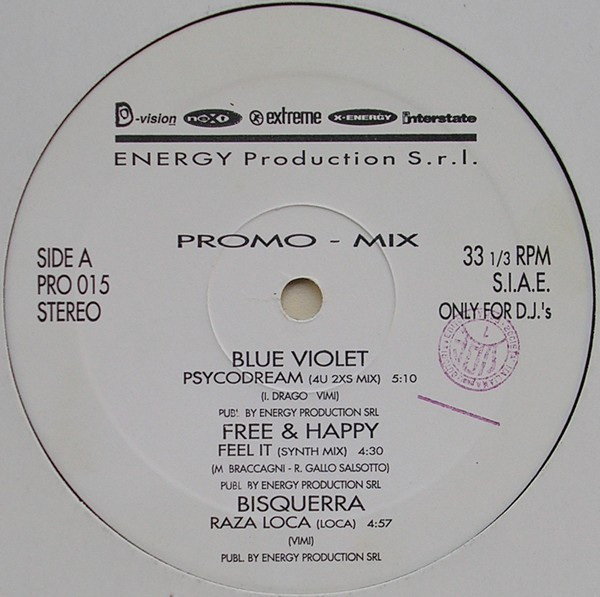 D-vision nexo extreme X-ENERGY interstate
ENERGY Production S.r.l.
PROMO - MIX
SIDE A
PRO 015
STEREO
33 1/3 RPM
S.I.A.E.
ONLY FOR D.J.'s
BLUE VIOLET
PSYCODREAM (4U 2XS MIX) 5:10
(I. DRAGO VIMI)
PUBL. BY ENERGY PRODUCTION SRL
FREE & HAPPY
FEEL IT (SYNTH MIX) 4:30
(M BRACCAGNI - R. GALLO SALSOTTO)
PUBL BY ENERGY PRODUCTION SRL
BISQUERRA
RAZA LOCA (LOCA) 4:57
(VIMI)
PUBL. BY ENERGY PRODUCTION SRL